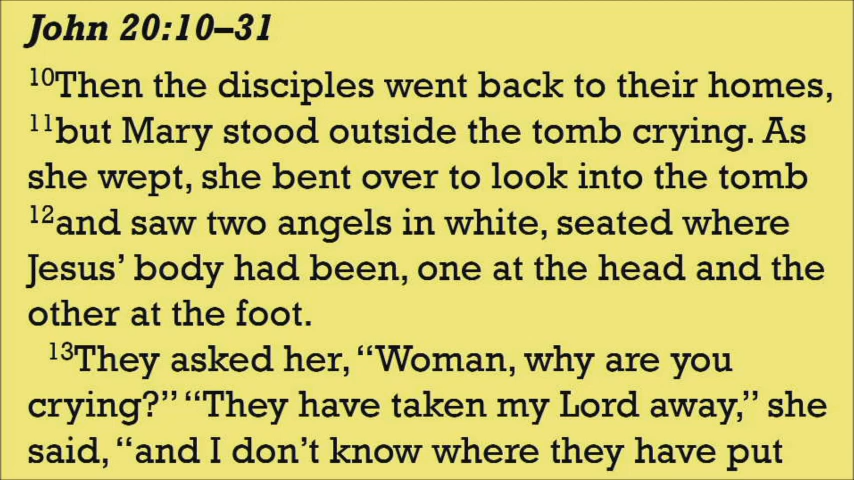 John 20:10–31
¹⁰Then the disciples went back to their homes,
¹¹but Mary stood outside the tomb crying. As
she wept, she bent over to look into the tomb
¹²and saw two angels in white, seated where
Jesus’ body had been, one at the head and the
other at the foot.
¹³They asked her, “Woman, why are you
crying?” “They have taken my Lord away,” she
said, “and I don’t know where they have put